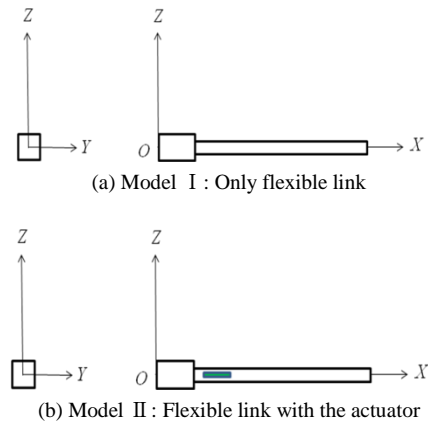 Z Z
Y O X
(a) Model Ⅰ : Only flexible link
Z Z
Y O X
(b) Model Ⅱ : Flexible link with the actuator